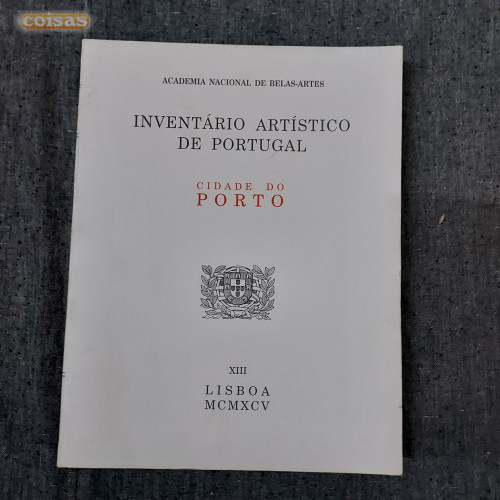 coisas
ACADEMIA NACIONAL DE BELAS-ARTES
INVENTÁRIO ARTÍSTICO
DE PORTUGAL
CIDADE DO
PORTO
XIII
LISBOA
MCMXCV